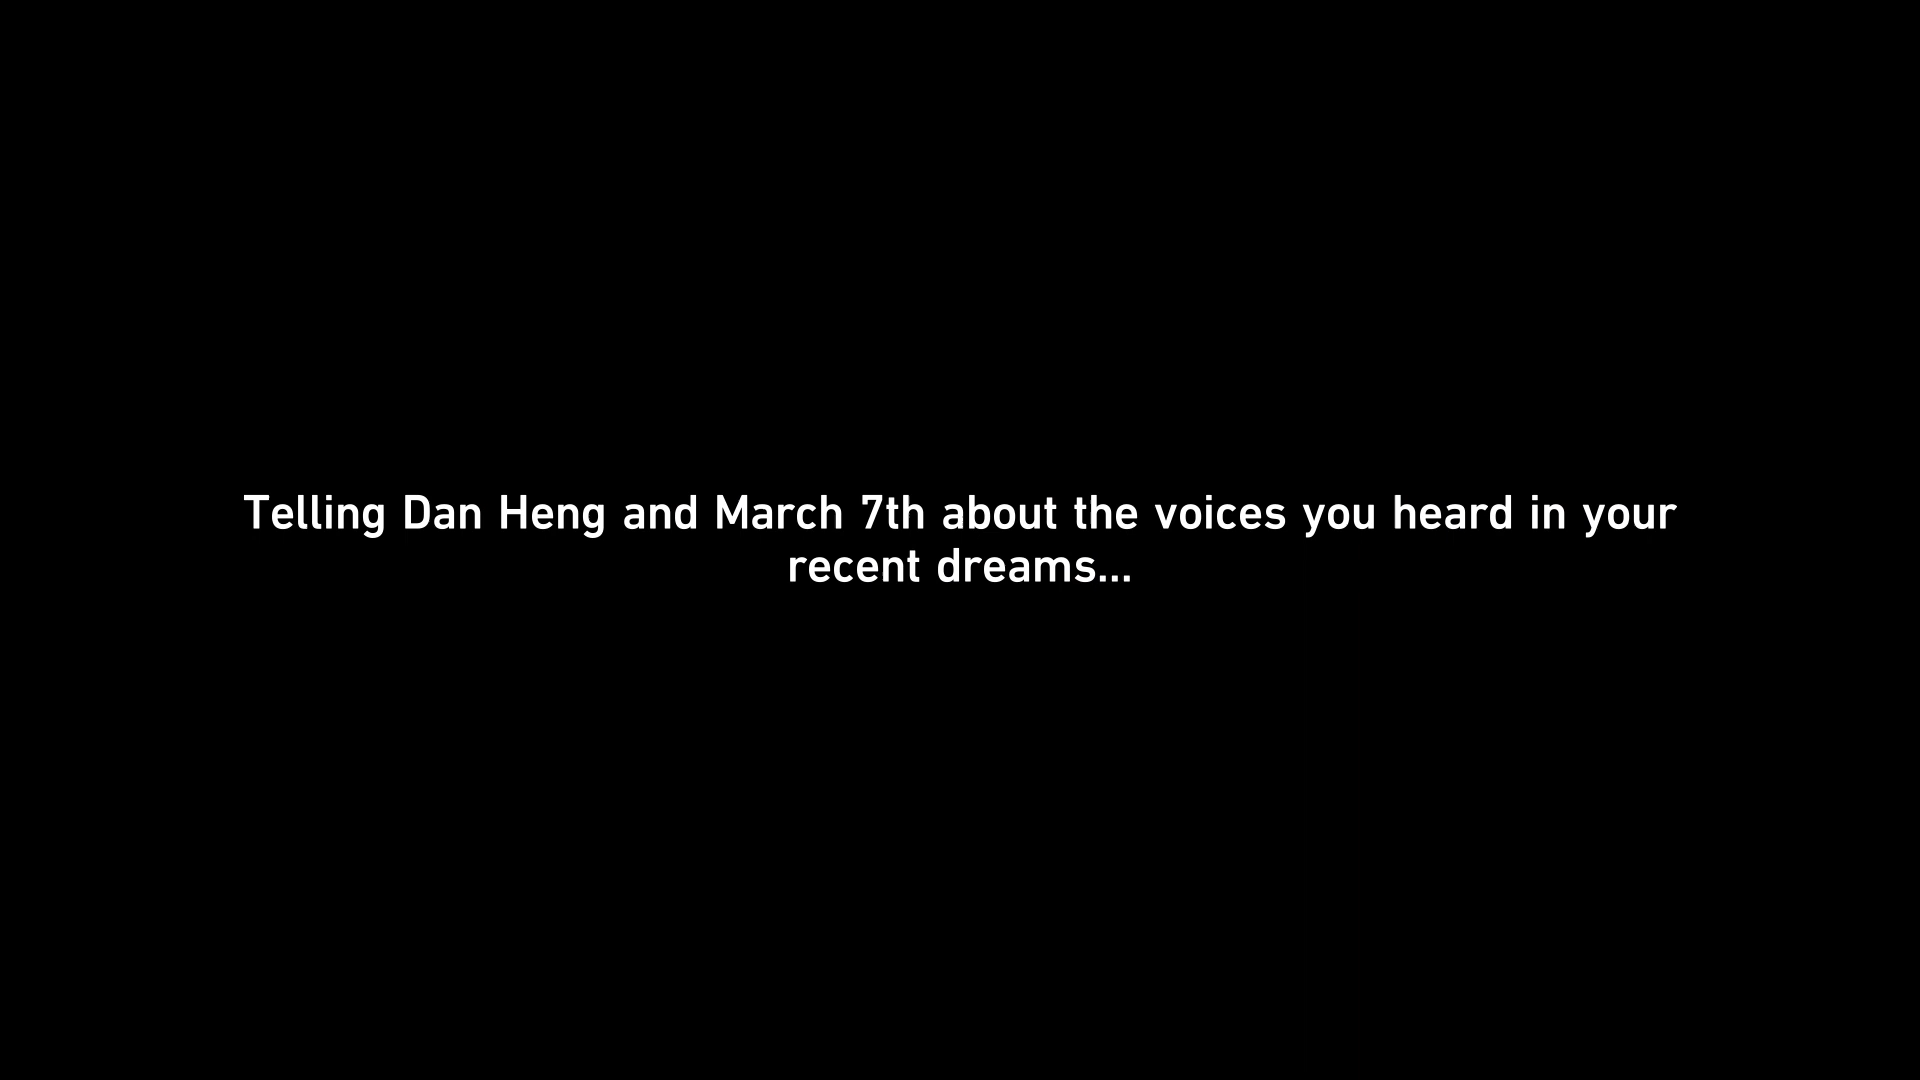 Telling Dan Heng and March 7th about the voices you heard in your
recent dreams...